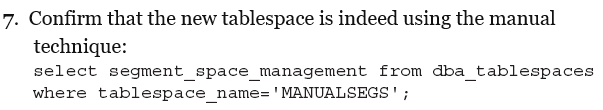 7. Confirm that the new tablespace is indeed using the manual
technique:
select segment_space_management from dba_tablespaces
where tablespace_name='MANUALSEGS';